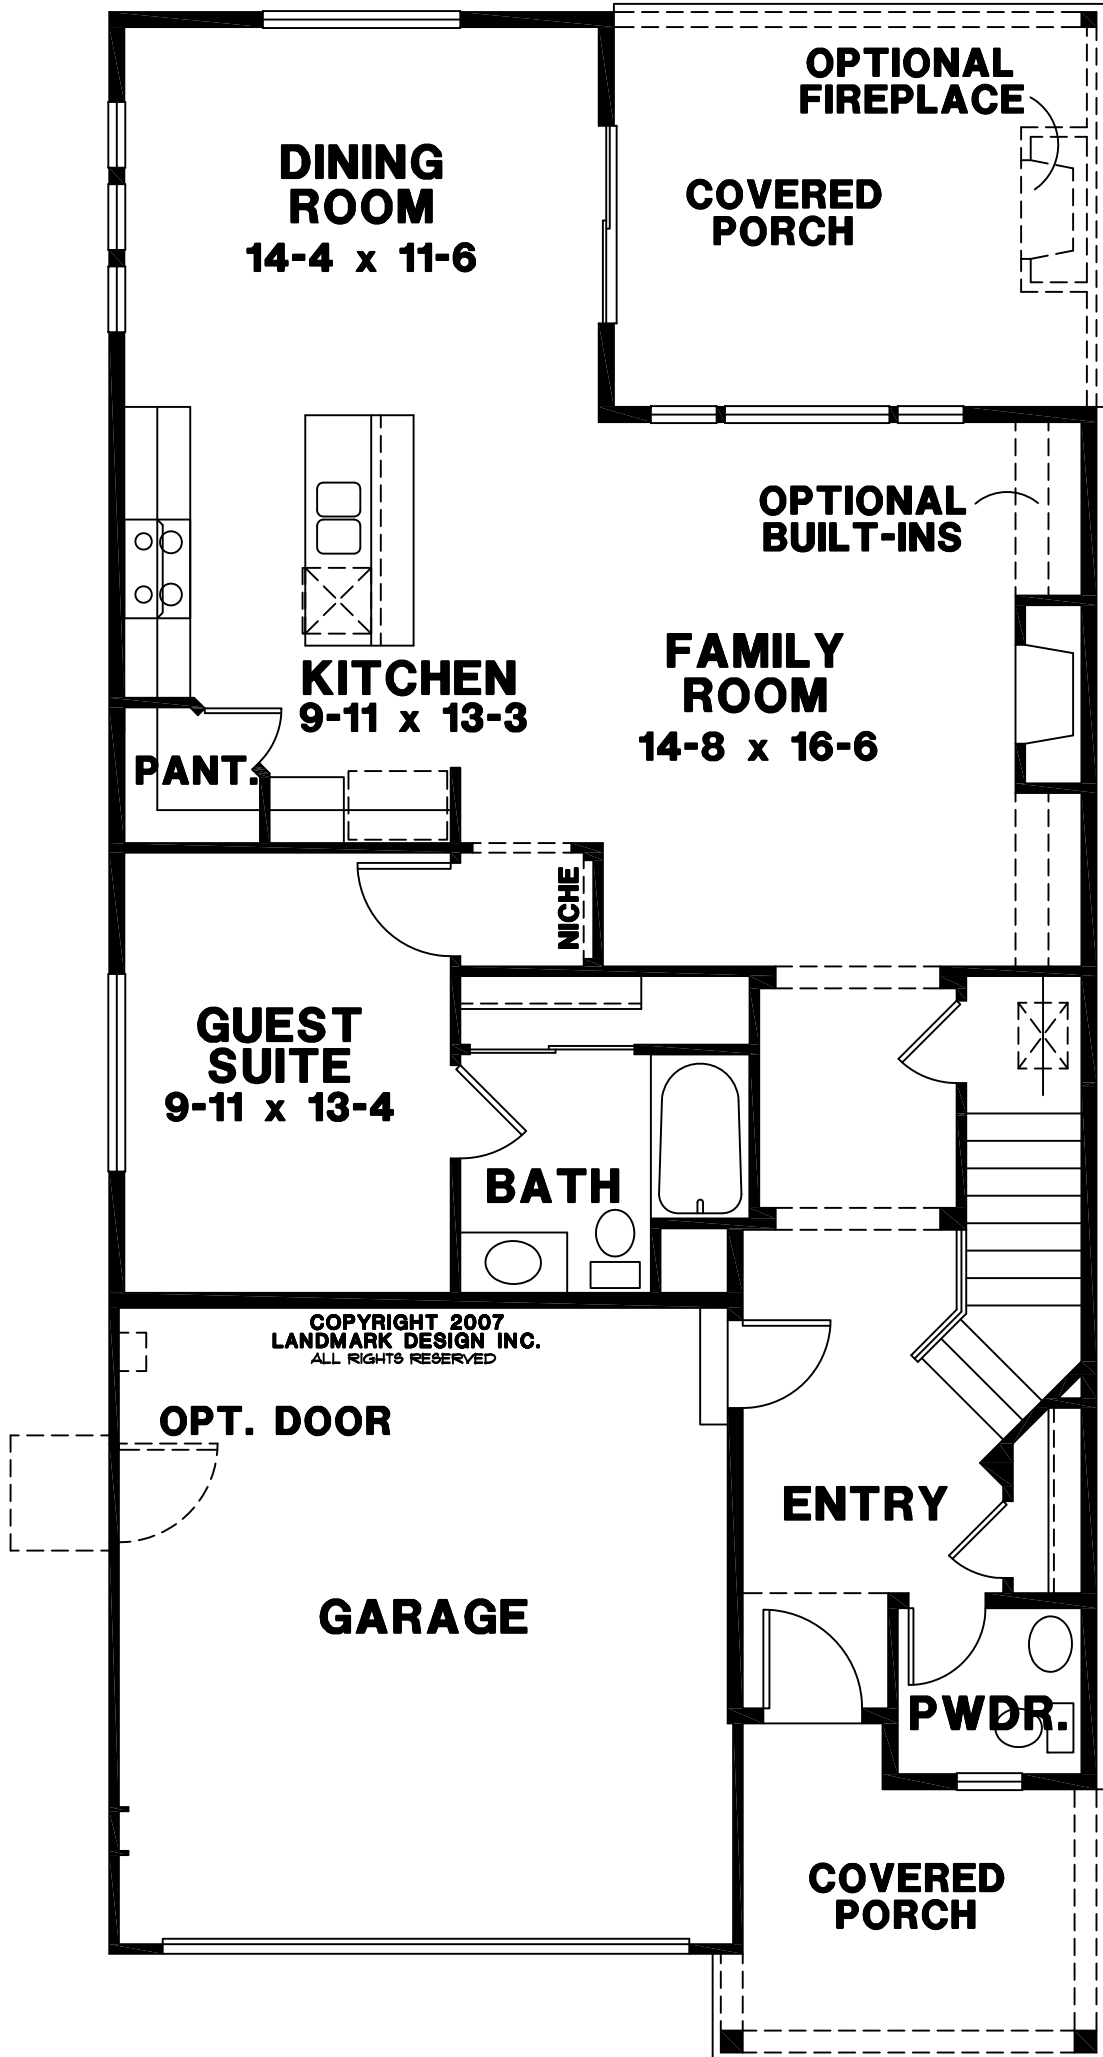 OPTIONAL
FIREPLACE
DINING
ROOM
14-4 x 11-6
COVERED
PORCH
OPTIONAL
BUILT-INS
FAMILY
ROOM
14-8 x 16-6
KITCHEN
9-11 x 13-3
PANT.
NICHE
GUEST
SUITE
9-11 x 13-4
BATH
COPYRIGHT 2007
LANDMARK DESIGN INC.
ALL RIGHTS RESERVED
OPT. DOOR
ENTRY
GARAGE
PWDR.
COVERED
PORCH